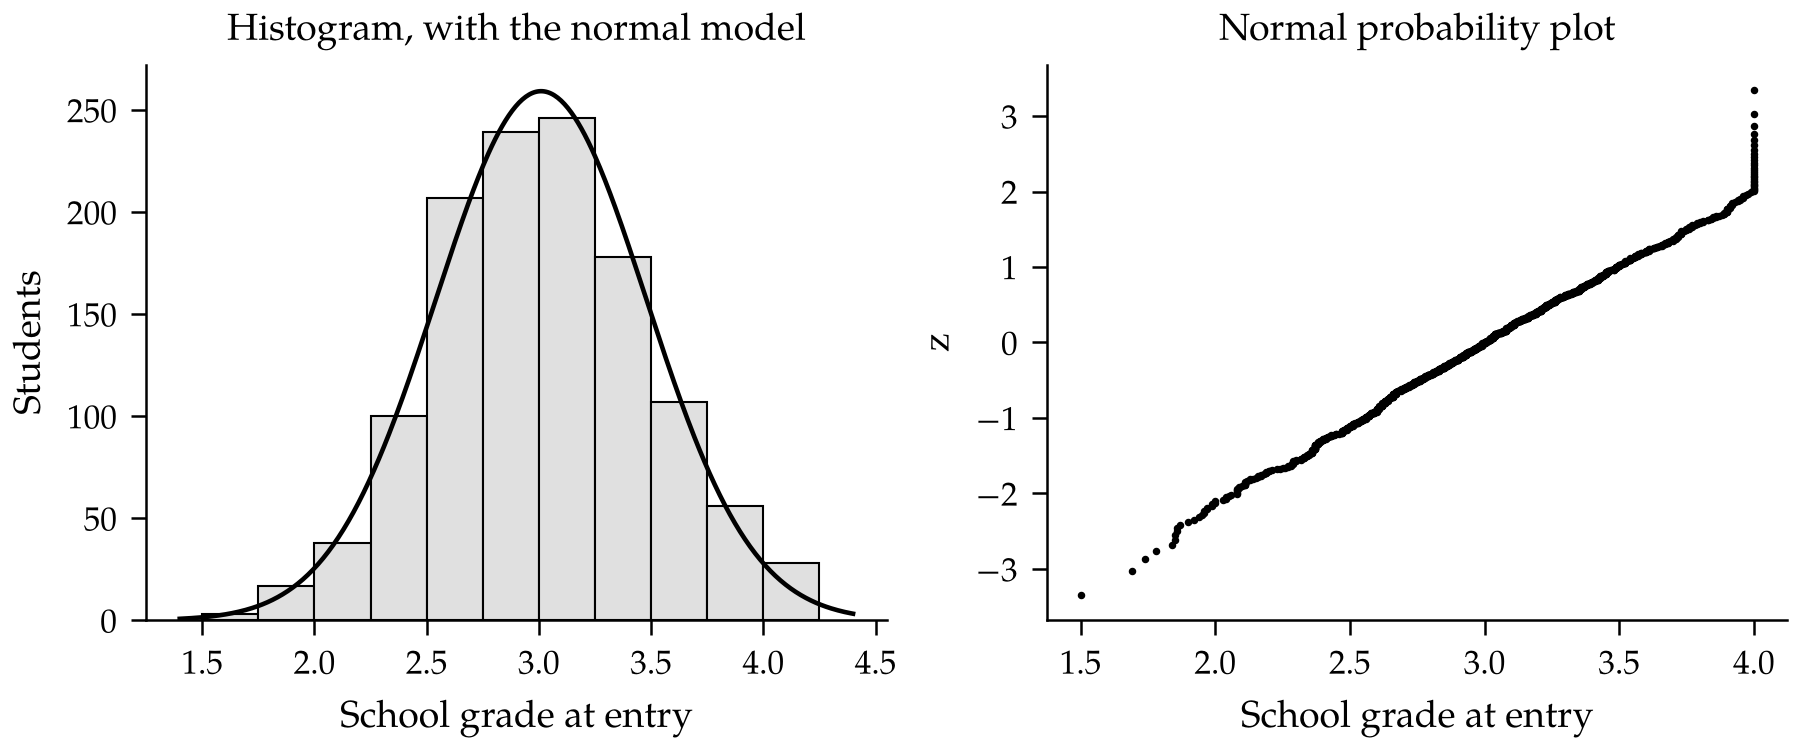 Histogram, with the normal model
250
200
150
100
50
0
Students
1.5 2.0 2.5 3.0 3.5 4.0 4.5
School grade at entry
Normal probability plot
3
2
1
0
−1
−2
−3
z
1.5 2.0 2.5 3.0 3.5 4.0
School grade at entry